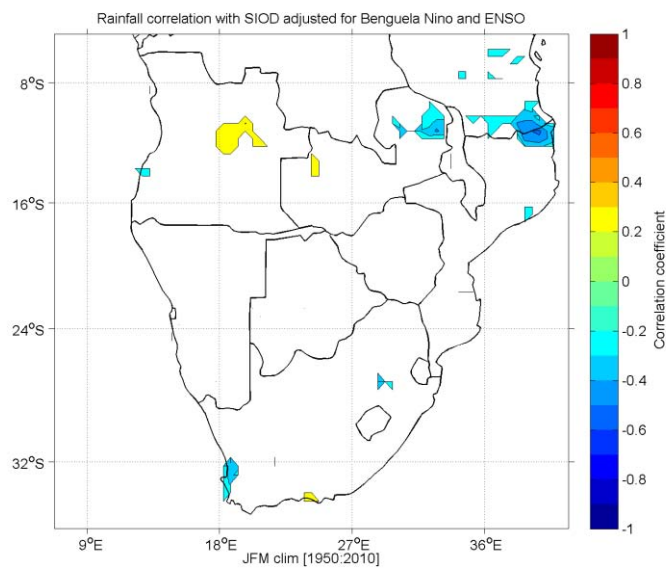 Rainfall correlation with SIOD adjusted for Benguela Nino and ENSO
8°S
16°S
24°S
32°S
9°E
18°E
27°E
36°E
JFM clim [1950:2010]
1
0.8
0.6
0.4
0.2
0
-0.2
-0.4
-0.6
-0.8
-1
Correlation coefficient